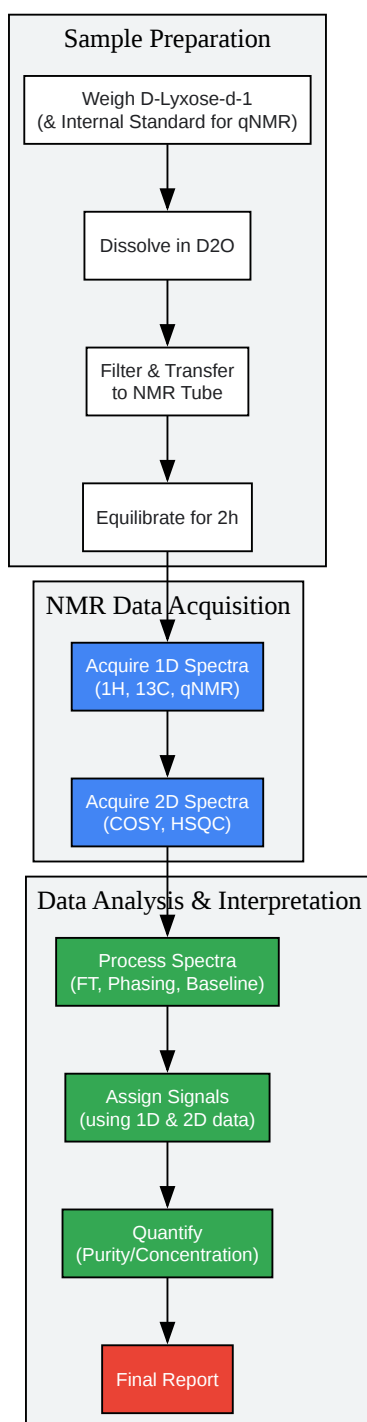 Sample Preparation
Weigh D-Lyxose-d-1
(& Internal Standard for qNMR)
Dissolve in D2O
Filter & Transfer
to NMR Tube
Equilibrate for 2h
NMR Data Acquisition
Acquire 1D Spectra
(1H, 13C, qNMR)
Acquire 2D Spectra
(COSY, HSQC)
Data Analysis & Interpretation
Process Spectra
(FT, Phasing, Baseline)
Assign Signals
(using 1D & 2D data)
Quantify
(Purity/Concentration)
Final Report